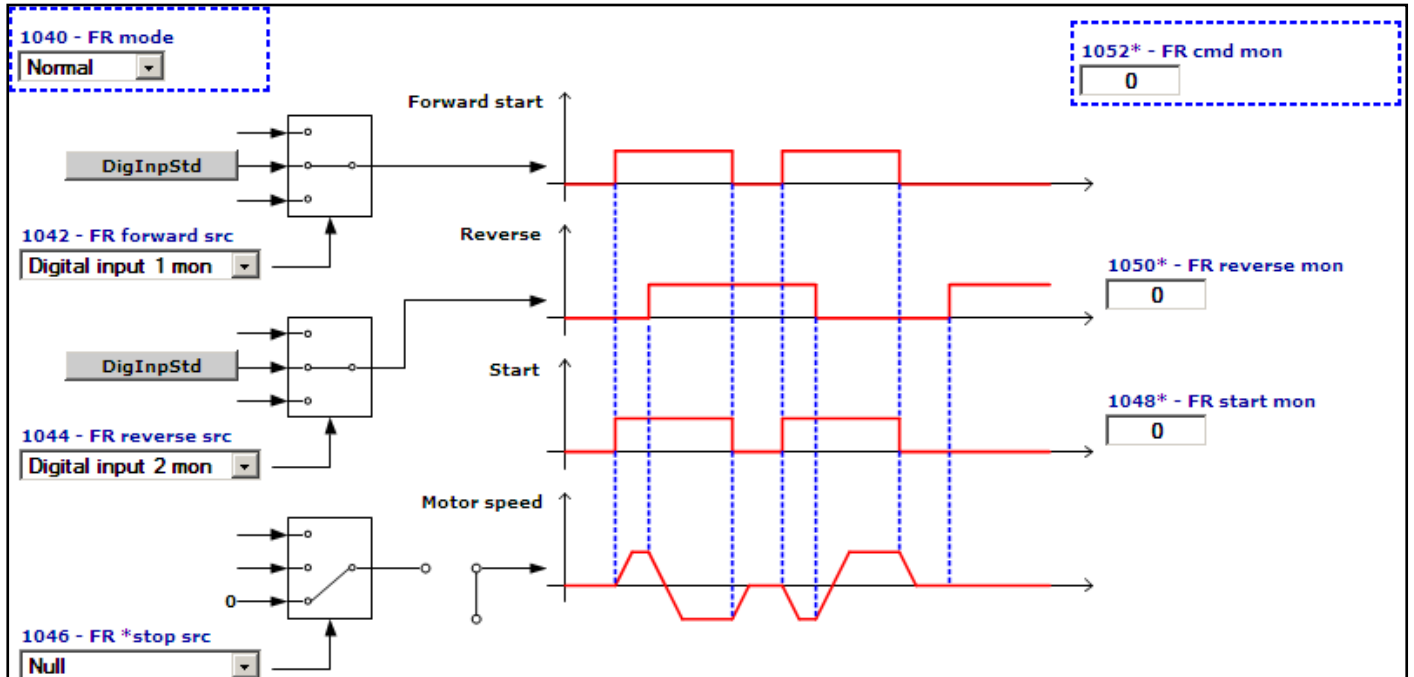 1040 - FR mode
Normal
1052* - FR cmd mon
0
Forward start
DigInpStd
1042 - FR forward src
Digital input 1 mon
Reverse
1050* - FR reverse mon
0
DigInpStd
Start
1048* - FR start mon
0
1044 - FR reverse src
Digital input 2 mon
Motor speed
0
1046 - FR *stop src
Null